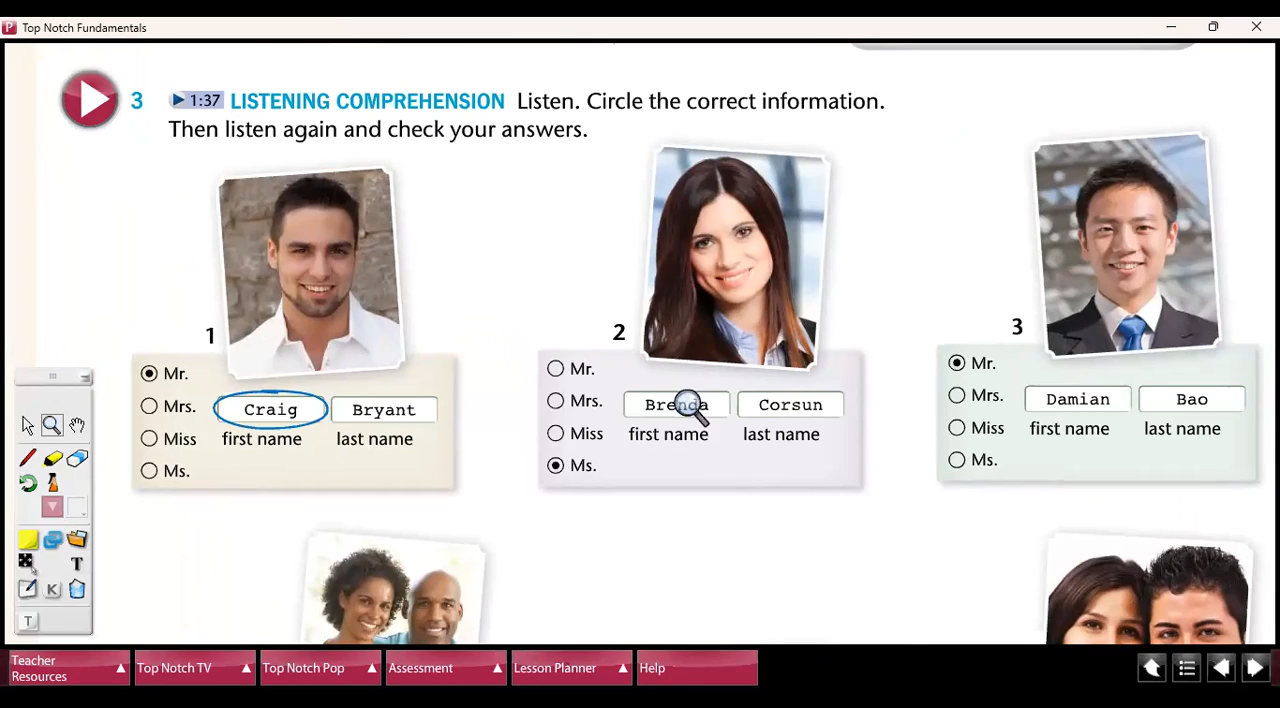 Top Notch Fundamentals
3 1:37 LISTENING COMPREHENSION Listen. Circle the correct information.
Then listen again and check your answers.
1
Mr.
Mrs.
Miss
Ms.
Craig Bryant
first name last name
2
Mr.
Mrs.
Miss
Ms.
Brenda Corsun
first name last name
3
Mr.
Mrs.
Miss
Ms.
Damian Bao
first name last name
T
K
T
Teacher
Resources
Top Notch TV
Top Notch Pop
Assessment
Lesson Planner
Help